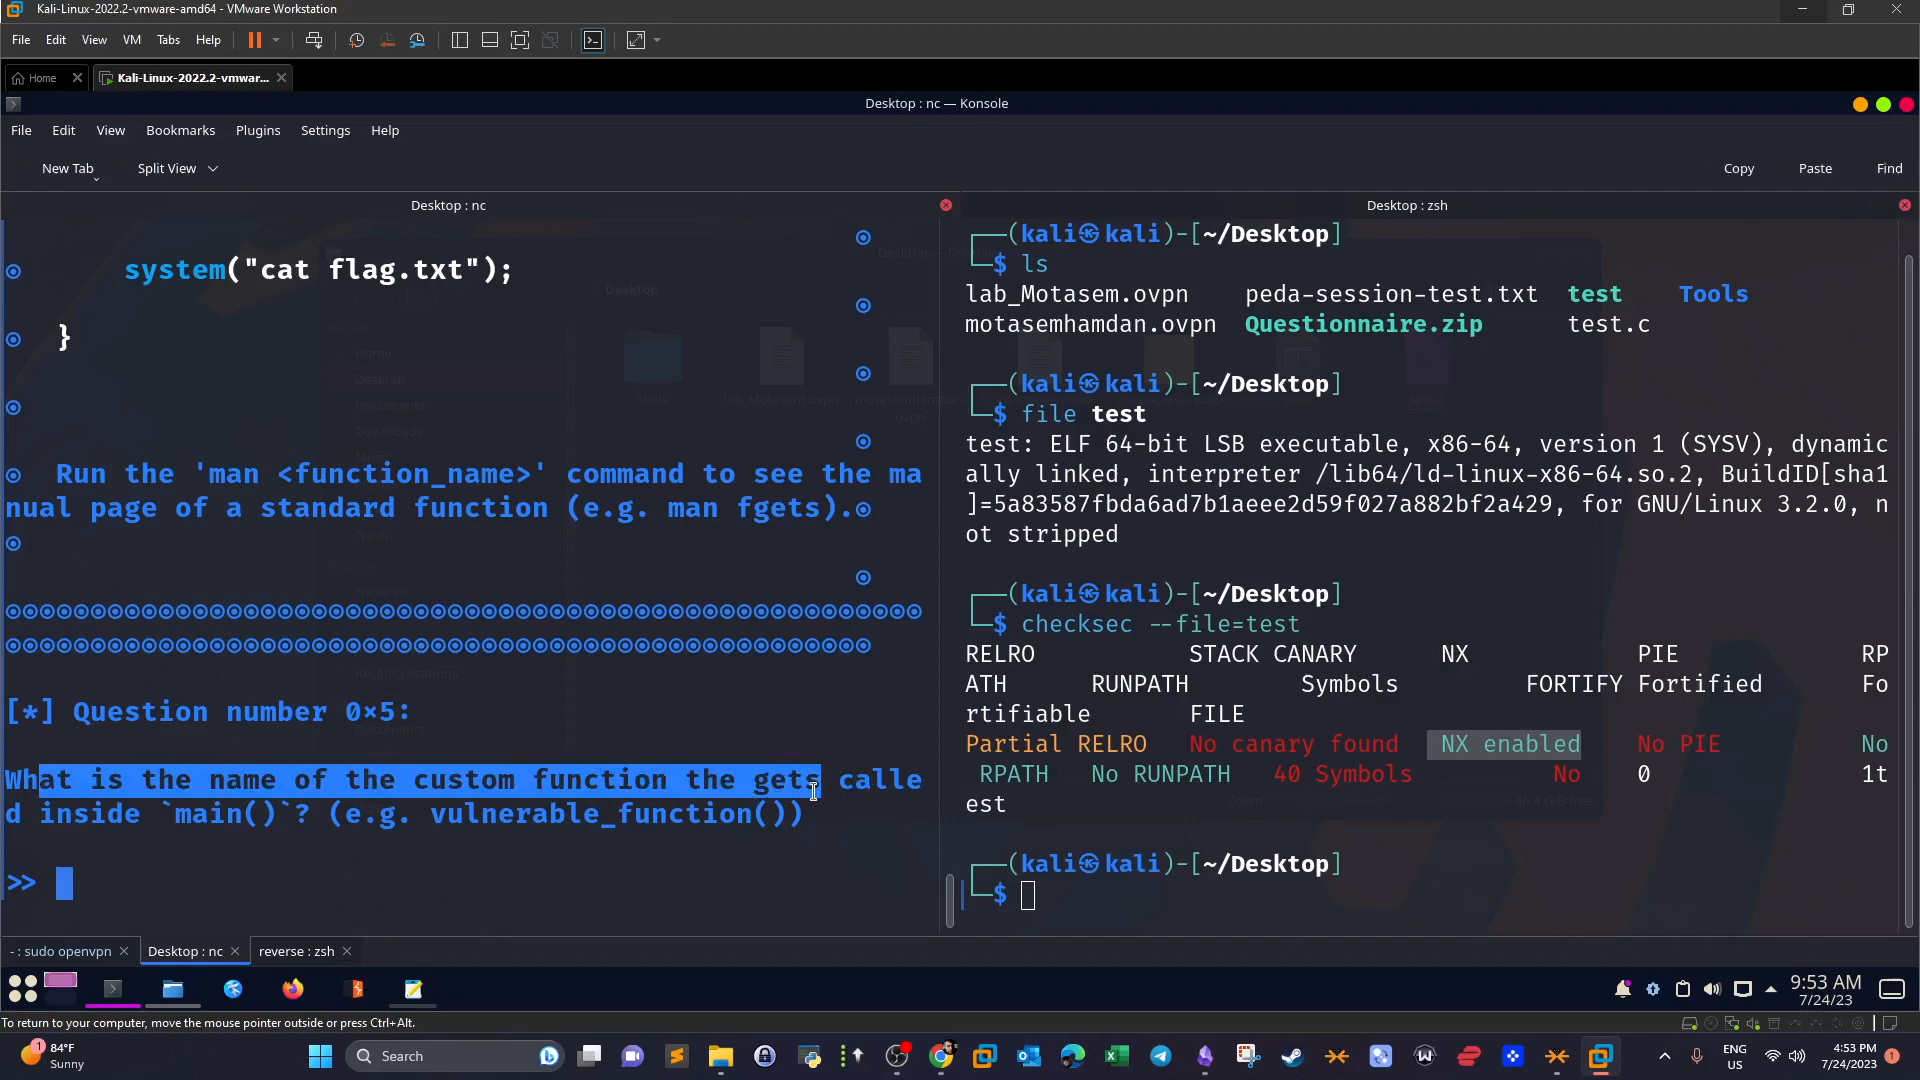 Kali-Linux-2022.2-vmware-amd64 - VMware Workstation
File Edit View VM Tabs Help
Home
Kali-Linux-2022.2-vmwar...
Desktop : nc — Konsole
File Edit View Bookmarks Plugins Settings Help
New Tab Split View Copy Paste Find
Desktop : nc
system("cat flag.txt");
}
Run the 'man <function_name>' command to see the ma
nual page of a standard function (e.g. man fgets).
[*] Question number 0×5:
What is the name of the custom function the gets calle
d inside `main()`? (e.g. vulnerable_function())
>>
Desktop : zsh
(kali㉿kali)-[~/Desktop]
$ ls
lab_Motasem.ovpn peda-session-test.txt test Tools
motasemhamdan.ovpn Questionnaire.zip test.c
(kali㉿kali)-[~/Desktop]
$ file test
test: ELF 64-bit LSB executable, x86-64, version 1 (SYSV), dynamic
ally linked, interpreter /lib64/ld-linux-x86-64.so.2, BuildID[sha1
]=5a83587fbda6ad7b1aeee2d59f027a882bf2a429, for GNU/Linux 3.2.0, n
ot stripped
(kali㉿kali)-[~/Desktop]
$ checksec --file=test
RELRO STACK CANARY NX PIE RP
ATH RUNPATH Symbols FORTIFY Fortified Fo
rtifiable FILE
Partial RELRO No canary found NX enabled No PIE No
RPATH No RUNPATH 40 Symbols No 0 1t
est
(kali㉿kali)-[~/Desktop]
$
- : sudo openvpn
Desktop : nc
reverse : zsh
9:53 AM
7/24/23
To return to your computer, move the mouse pointer outside or press Ctrl+Alt.
84°F
Sunny
Search
ENG
US
4:53 PM
7/24/2023